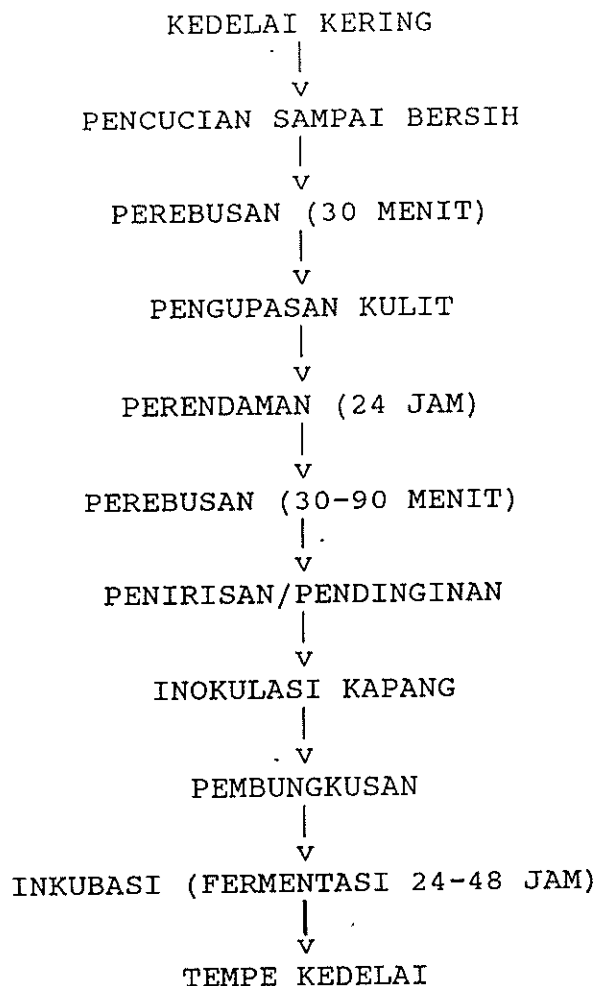 KEDELAI KERING
|
v
PENCUCIAN SAMPAI BERSIH
|
v
PEREBUSAN (30 MENIT)
|
v
PENGUPASAN KULIT
|
v
PERENDAMAN (24 JAM)
|
v
PEREBUSAN (30-90 MENIT)
|
v
PENIRISAN/PENDINGINAN
|
v
INOKULASI KAPANG
|
v
PEMBUNGKUSAN
|
v
INKUBASI (FERMENTASI 24-48 JAM)
|
v
TEMPE KEDELAI